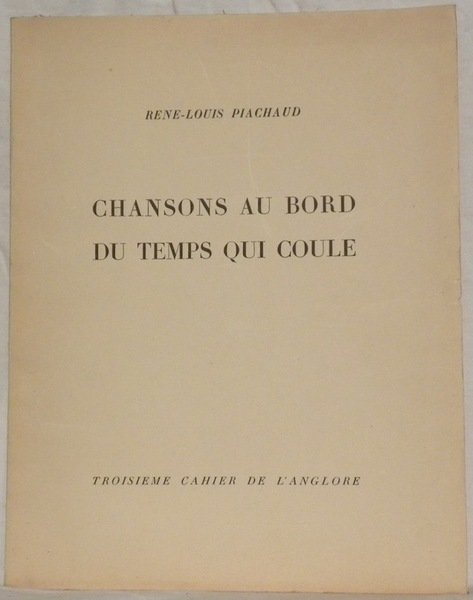 RENE-LOUIS PIACHAUD
CHANSONS AU BORD
DU TEMPS QUI COULE
TROISIEME CAHIER DE L'ANGLORE